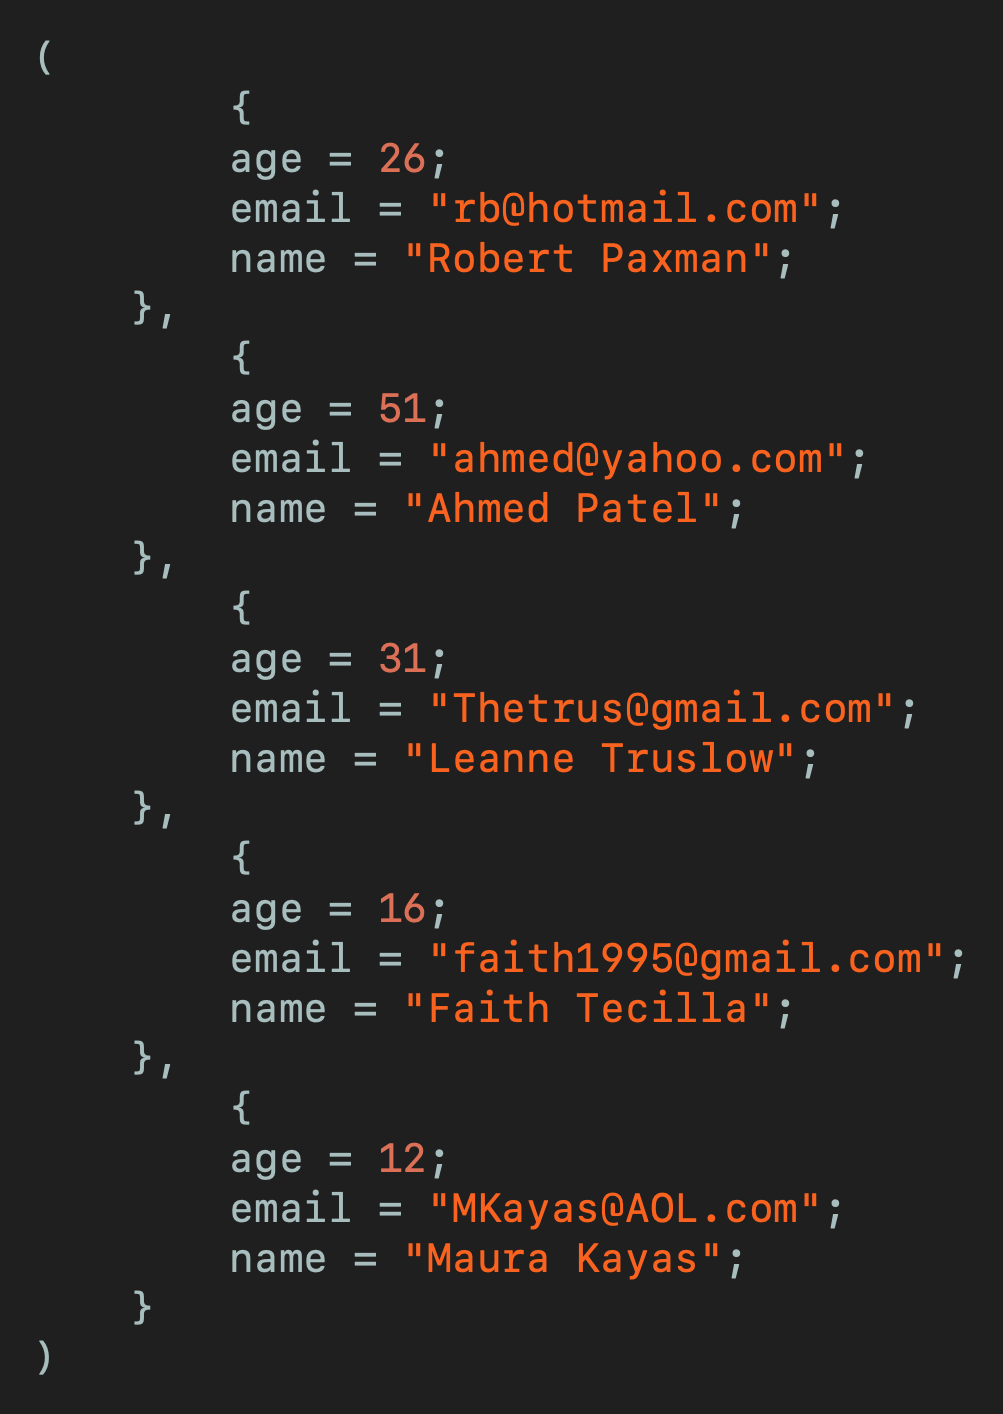 (
{
age = 26;
email = "rb@hotmail.com";
name = "Robert Paxman";
},
{
age = 51;
email = "ahmed@yahoo.com";
name = "Ahmed Patel";
},
{
age = 31;
email = "Thetrus@gmail.com";
name = "Leanne Truslow";
},
{
age = 16;
email = "faith1995@gmail.com";
name = "Faith Tecilla";
},
{
age = 12;
email = "MKayas@AOL.com";
name = "Maura Kayas";
}
)